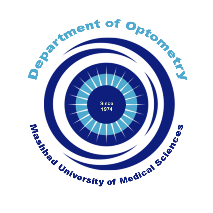 Department of Optometry
Since
1974
Mashhad University of Medical Sciences